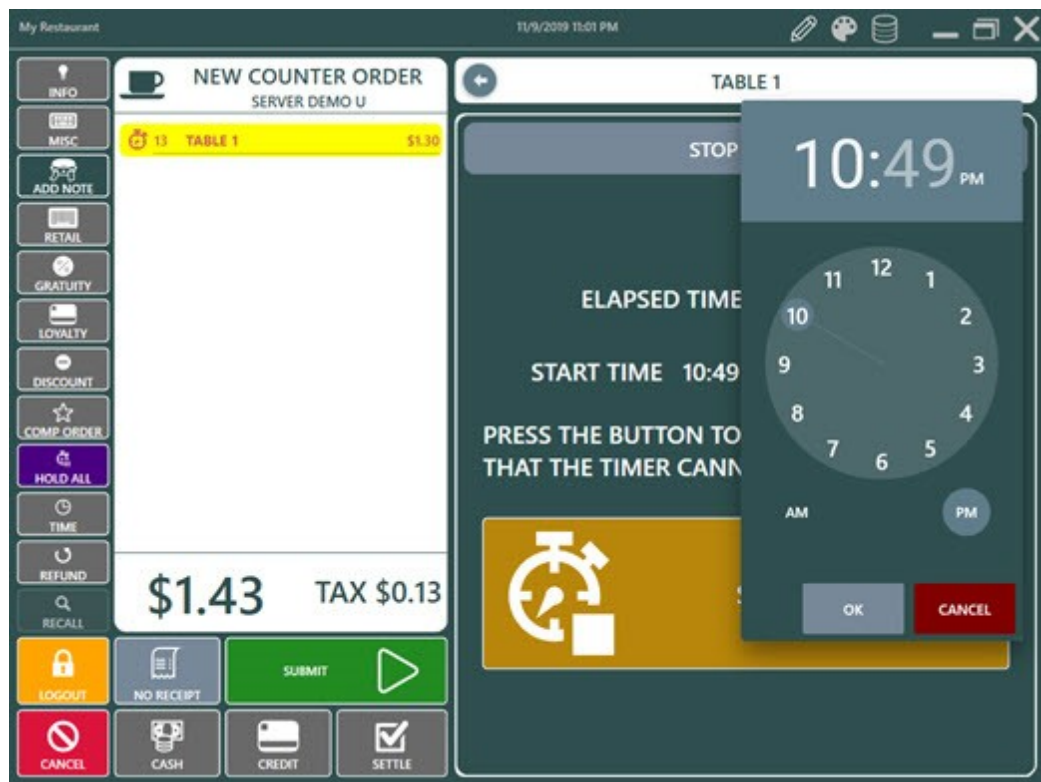 My Restaurant
11/9/2019 11:01 PM
INFO
MISC
ADD NOTE
RETAIL
GRATUITY
LOYALTY
DISCOUNT
COMP ORDER
HOLD ALL
TIME
REFUND
RECALL
LOGOUT
CANCEL
NEW COUNTER ORDER
SERVER DEMO U
13 TABLE 1 $1.30
$1.43 TAX $0.13
NO RECEIPT
SUBMIT
CASH
CREDIT
SETTLE
TABLE 1
STOP
ELAPSED TIME
START TIME 10:49
PRESS THE BUTTON TO
THAT THE TIMER CANN
10:49 PM
12
11
1
10
2
9
3
8
4
7
5
6
AM
PM
OK
CANCEL